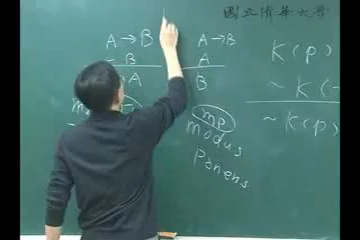 國立清華大學
A → B
B
A
A → B
A
B
mp
modus
ponens
K(p)
~ K(
~ K(p)